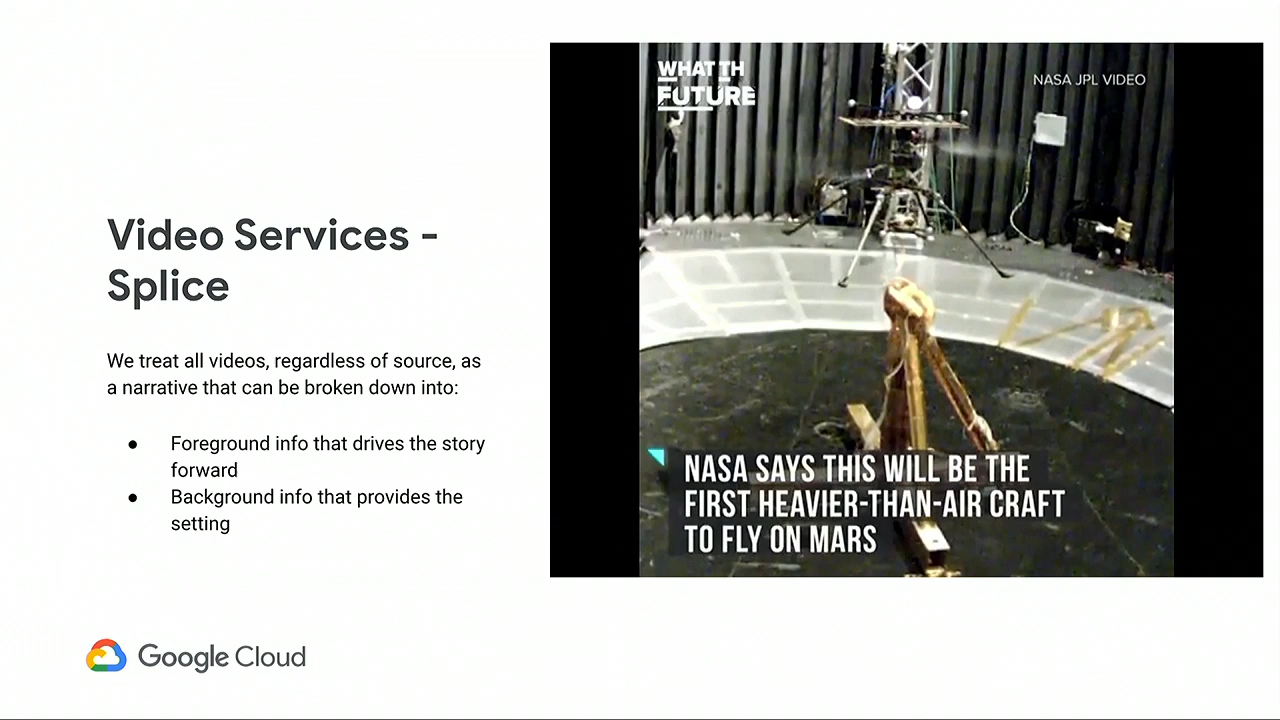 Video Services -
Splice
We treat all videos, regardless of source, as
a narrative that can be broken down into:
● Foreground info that drives the story
forward
● Background info that provides the
setting
Google Cloud
WHAT TH
FUTURE
NASA JPL VIDEO
NASA SAYS THIS WILL BE THE
FIRST HEAVIER-THAN-AIR CRAFT
TO FLY ON MARS